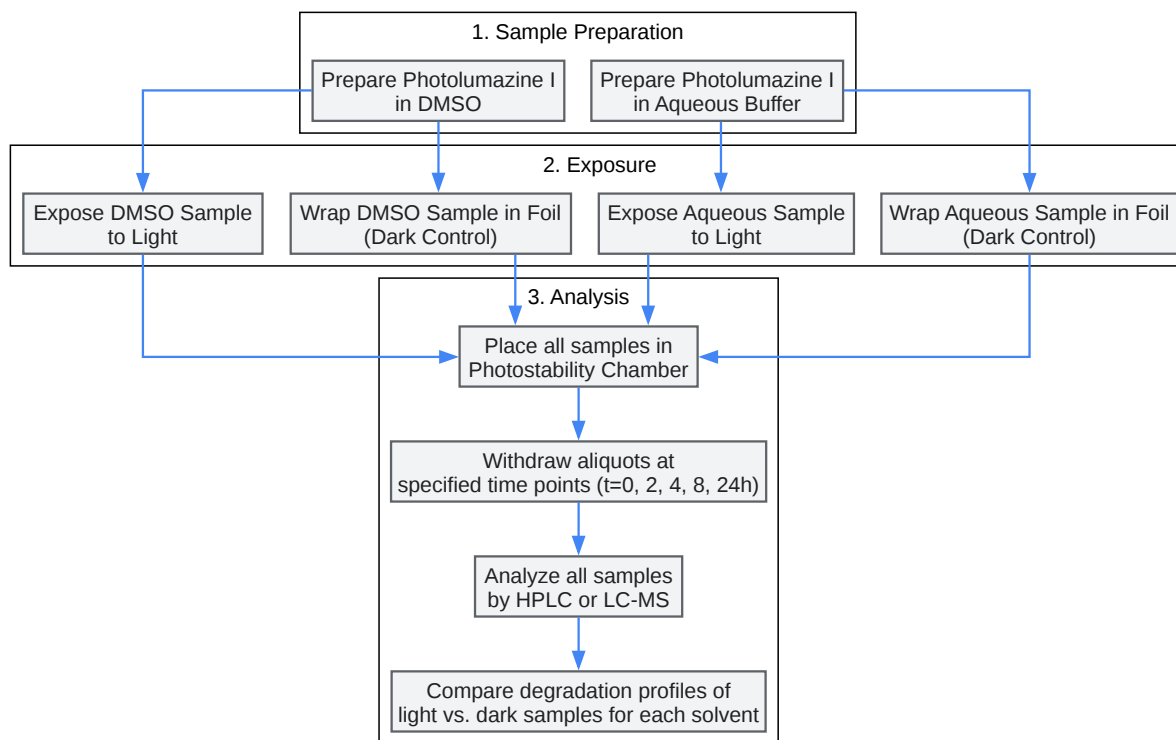 1. Sample Preparation
Prepare Photolumazine I
in DMSO
Prepare Photolumazine I
in Aqueous Buffer
2. Exposure
Expose DMSO Sample
to Light
Wrap DMSO Sample in Foil
(Dark Control)
Expose Aqueous Sample
to Light
Wrap Aqueous Sample in Foil
(Dark Control)
3. Analysis
Place all samples in
Photostability Chamber
Withdraw aliquots at
specified time points (t=0, 2, 4, 8, 24h)
Analyze all samples
by HPLC or LC-MS
Compare degradation profiles of
light vs. dark samples for each solvent